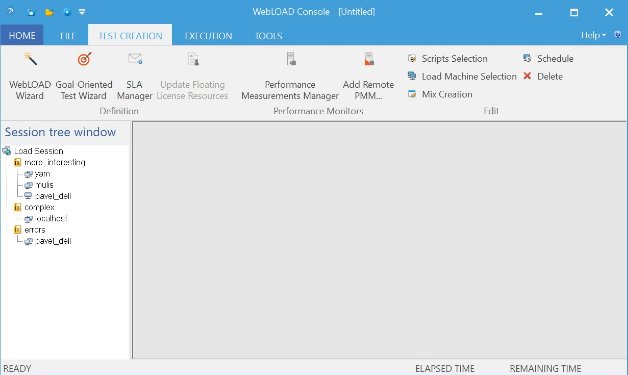 WebLOAD Console [Untitled]
HOME FILE TEST CREATION EXECUTION TOOLS Help
WebLOAD Wizard
Goal-Oriented Test Wizard
SLA Manager
Update Floating License Resources
Definition
Performance Measurements Manager
Add Remote PMM...
Performance Monitors
Scripts Selection
Load Machine Selection
Mix Creation
Schedule
Delete
Edit
Session tree window
Load Session
more_interesting
yam
mulis
pavel_dell
complex
localhost
errors
pavel_dell
READY ELAPSED TIME REMAINING TIME